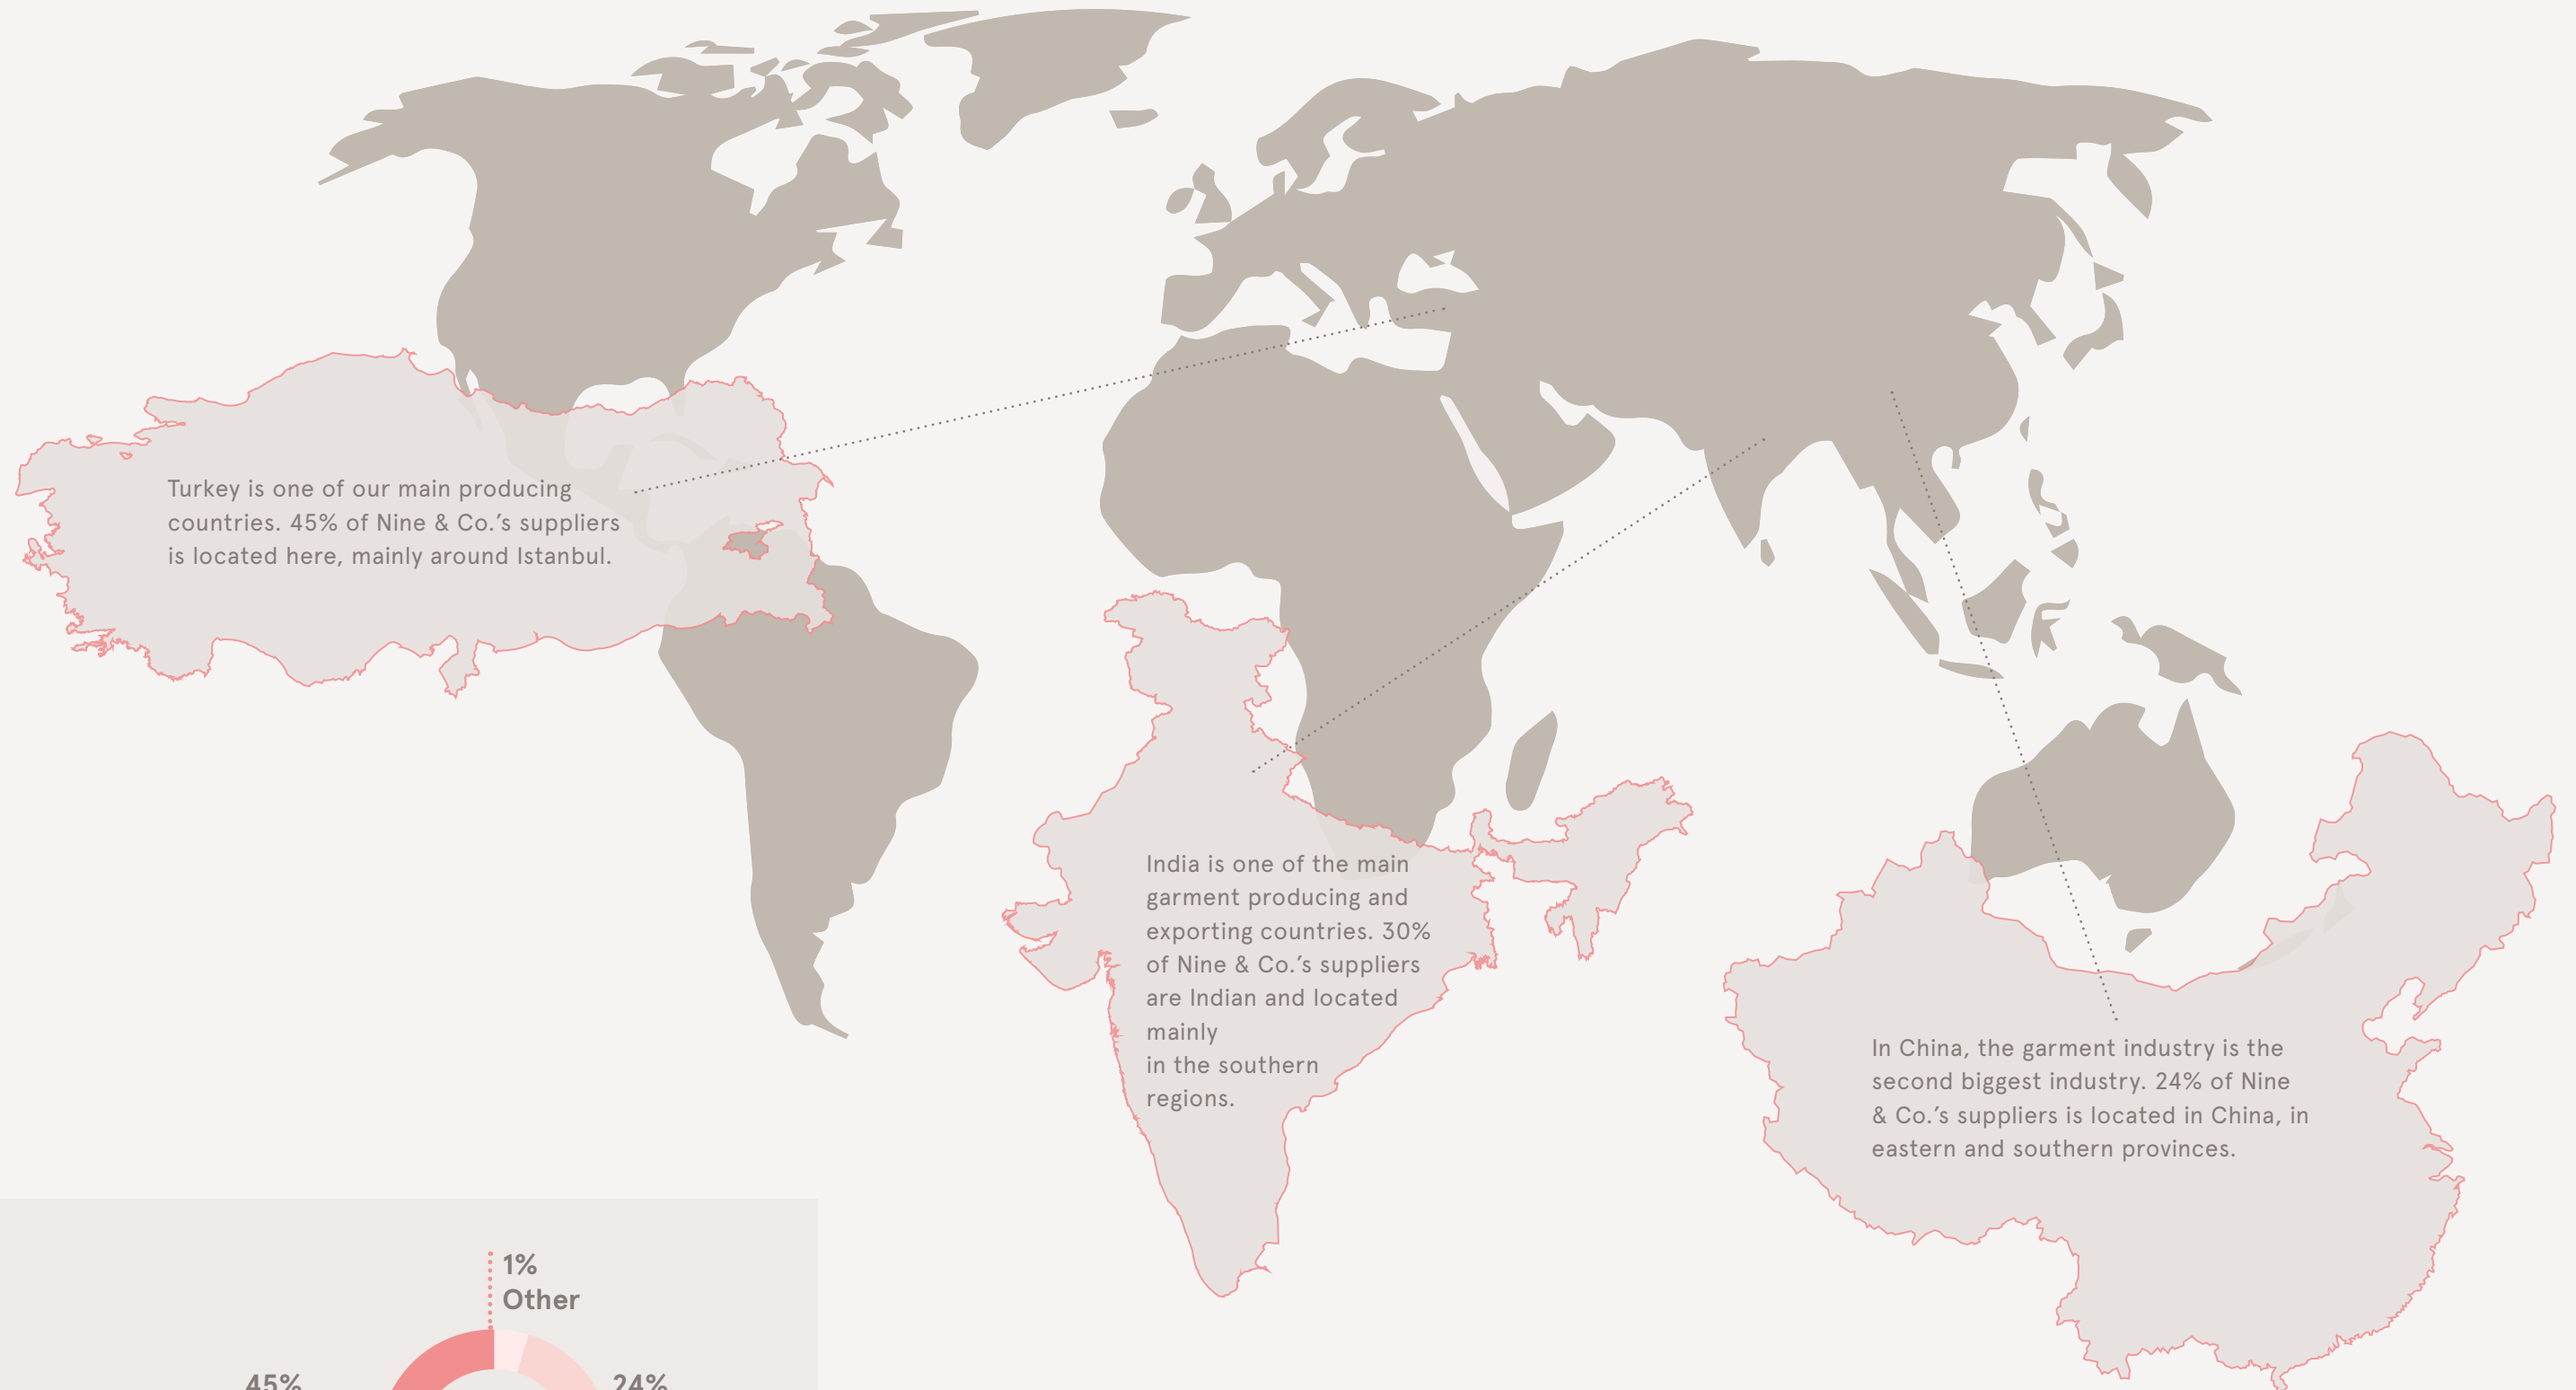 Turkey is one of our main producing
countries. 45% of Nine & Co.’s suppliers
is located here, mainly around Istanbul.
India is one of the main
garment producing and
exporting countries. 30%
of Nine & Co.’s suppliers
are Indian and located
mainly
in the southern
regions.
In China, the garment industry is the
second biggest industry. 24% of Nine
& Co.’s suppliers is located in China, in
eastern and southern provinces.
1%
Other
45%
24%